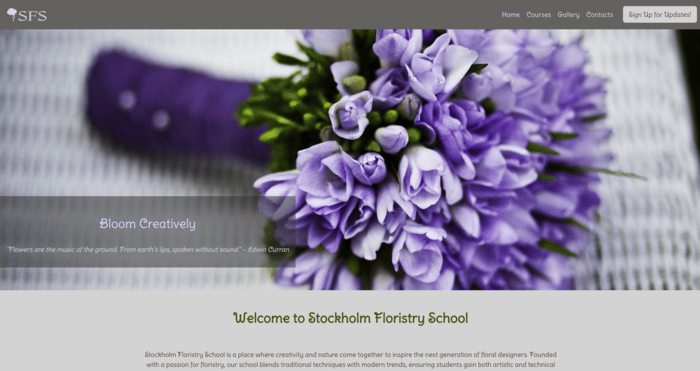 SFS
Home Courses Gallery Contacts Sign Up for Updates!
Bloom Creatively
"Flowers are the music of the ground. From earth's lips, spoken without sound." – Edwin Curran
Welcome to Stockholm Floristry School
Stockholm Floristry School is a place where creativity and nature come together to inspire the next generation of floral designers. Founded
with a passion for floristry, our school blends traditional techniques with modern trends, ensuring students gain both artistic and technical